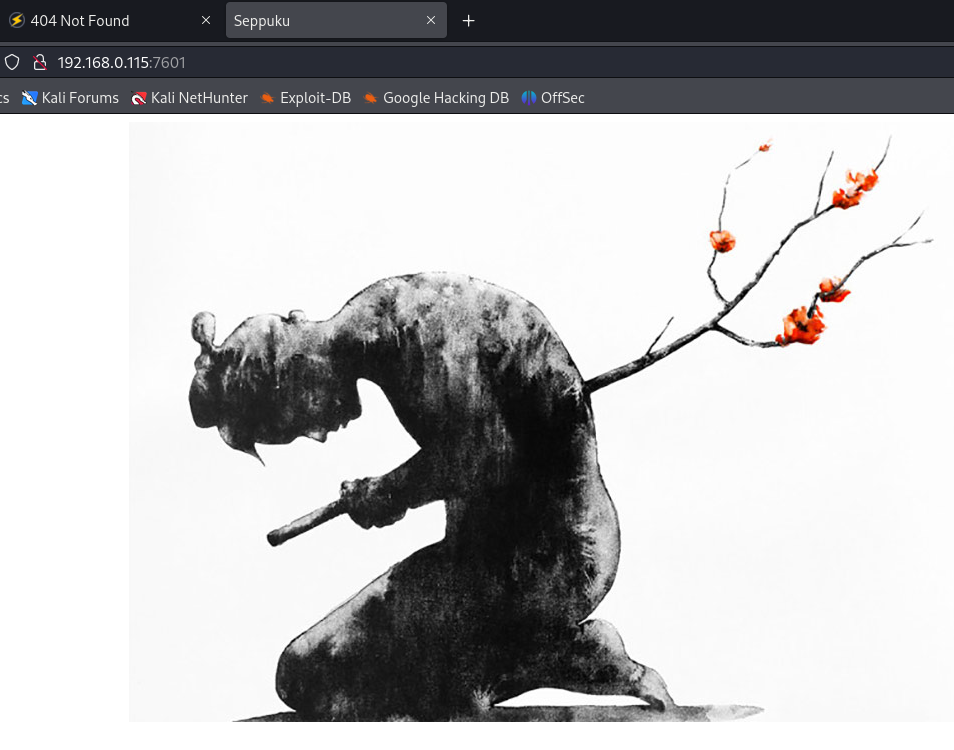 404 Not Found
Seppuku
192.168.0.115:7601
cs Kali Forums Kali NetHunter Exploit-DB Google Hacking DB OffSec